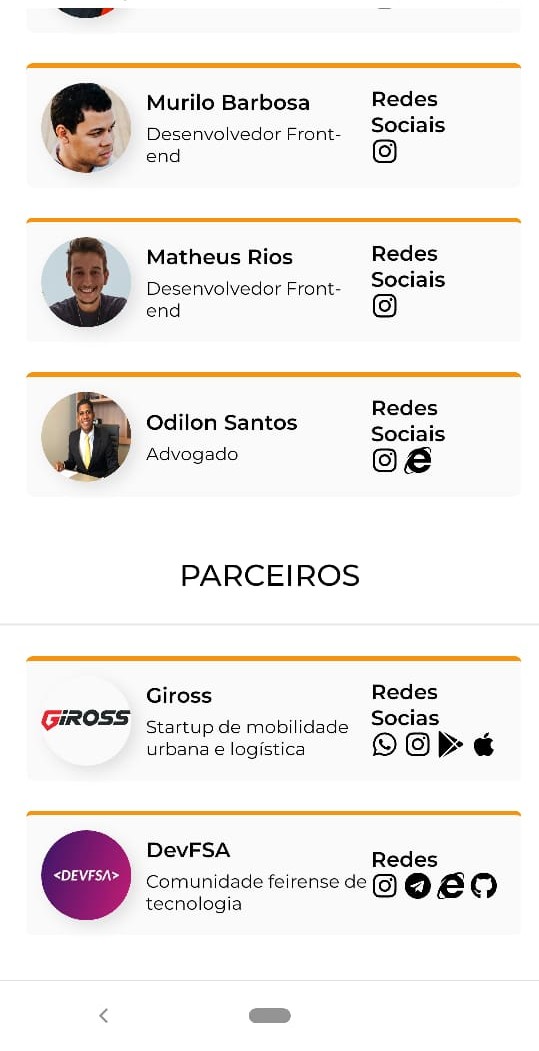 Murilo Barbosa
Desenvolvedor Front-
end
Redes
Sociais
Matheus Rios
Desenvolvedor Front-
end
Redes
Sociais
Odilon Santos
Advogado
Redes
Sociais
PARCEIROS
GIROSS
Giross
Startup de mobilidade
urbana e logística
Redes
Socias
<DEVFSA>
DevFSA
Comunidade feirense de
tecnologia
Redes